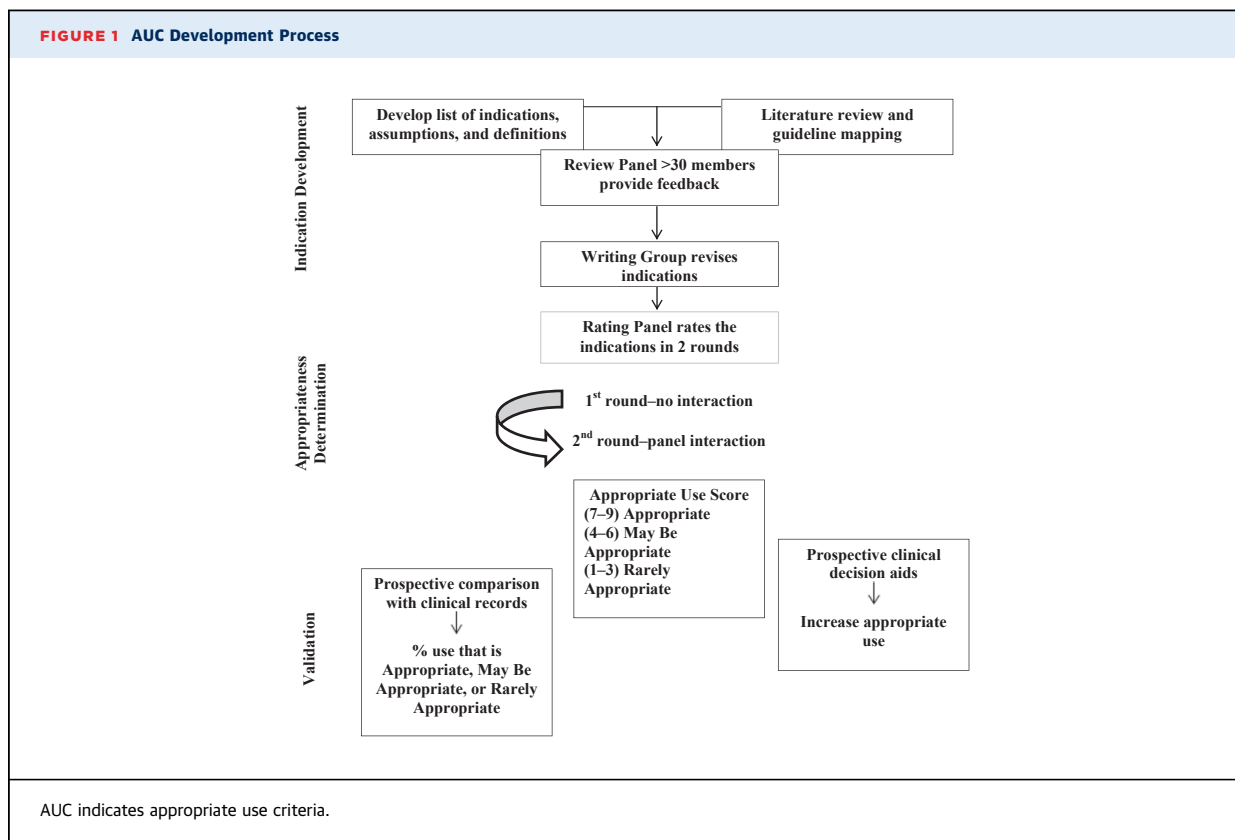 FIGURE 1 AUC Development Process
Indication Development
Develop list of indications,
assumptions, and definitions
Literature review and
guideline mapping
Review Panel >30 members
provide feedback
Writing Group revises
indications
Appropriateness
Determination
Rating Panel rates the
indications in 2 rounds
1st round–no interaction
2nd round–panel interaction
Validation
Appropriate Use Score
(7–9) Appropriate
(4–6) May Be
Appropriate
(1–3) Rarely
Appropriate
Prospective comparison
with clinical records
% use that is
Appropriate, May Be
Appropriate, or Rarely
Appropriate
Prospective clinical
decision aids
Increase appropriate
use
AUC indicates appropriate use criteria.